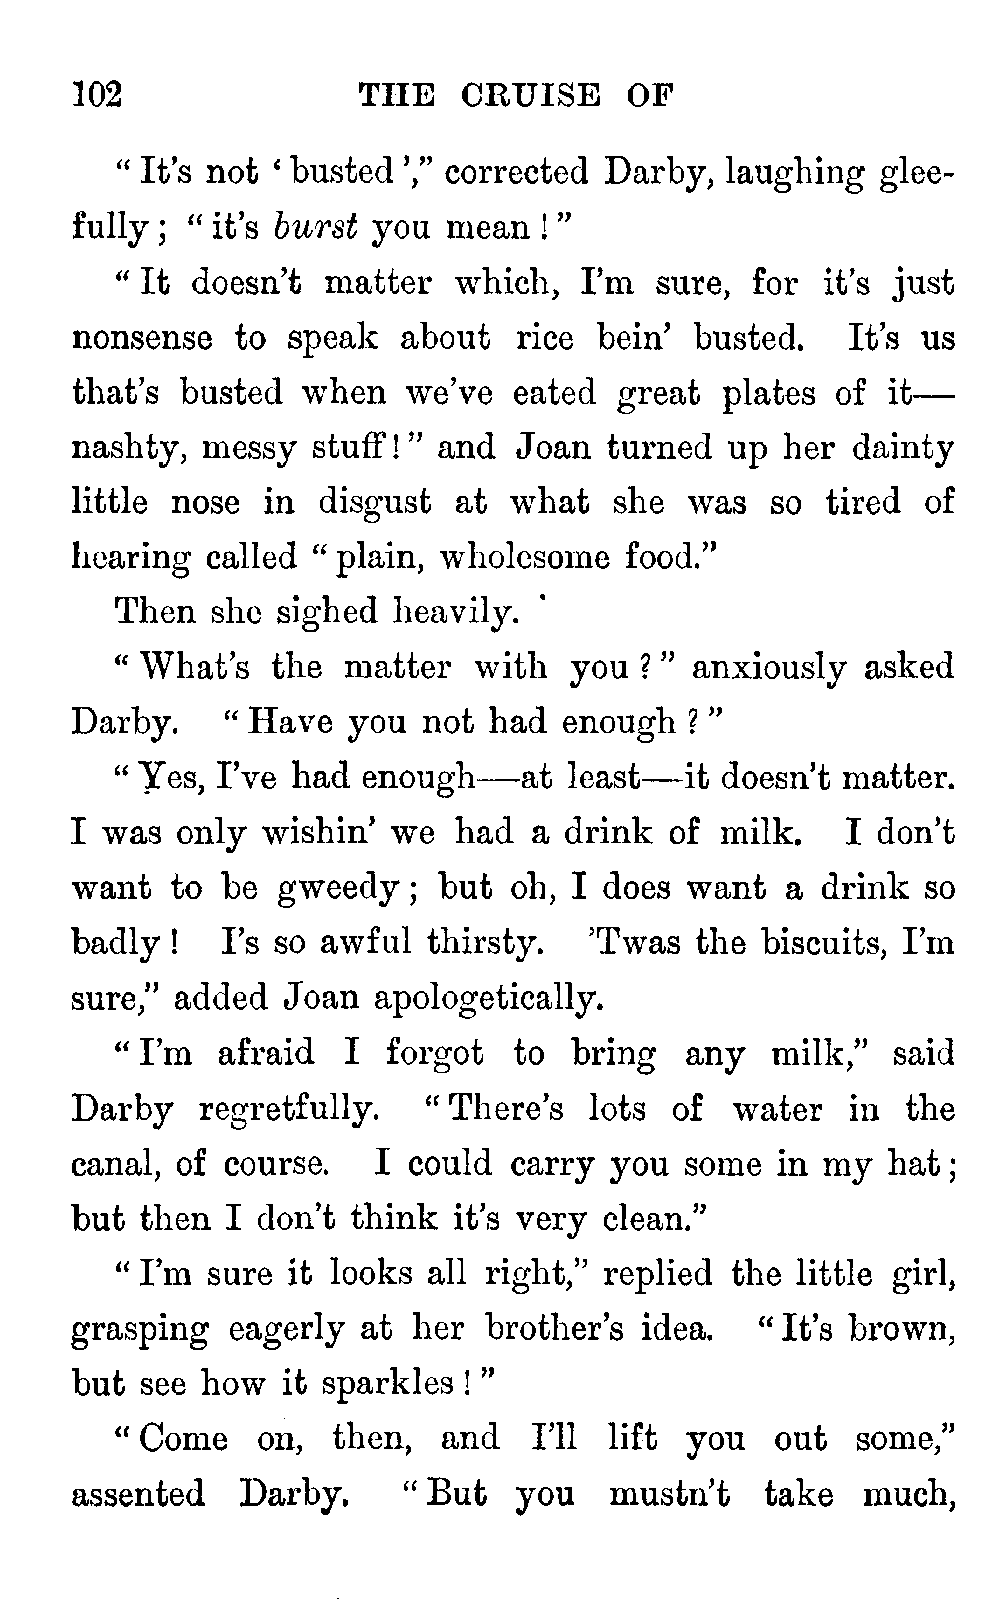 102 THE CRUISE OF
“It's not ‘busted’,” corrected Darby, laughing glee-
fully; “it's burst you mean!”
“It doesn't matter which, I'm sure, for it's just
nonsense to speak about rice bein' busted. It's us
that's busted when we've eated great plates of it—
nashty, messy stuff!” and Joan turned up her dainty
little nose in disgust at what she was so tired of
hearing called “plain, wholesome food.”
Then she sighed heavily.
“What's the matter with you?” anxiously asked
Darby. “Have you not had enough?”
“Yes, I've had enough—at least—it doesn't matter.
I was only wishin' we had a drink of milk. I don't
want to be gweedy; but oh, I does want a drink so
badly! I's so awful thirsty. 'Twas the biscuits, I'm
sure,” added Joan apologetically.
“I'm afraid I forgot to bring any milk,” said
Darby regretfully. “There's lots of water in the
canal, of course. I could carry you some in my hat;
but then I don't think it's very clean.”
“I'm sure it looks all right,” replied the little girl,
grasping eagerly at her brother's idea. “It's brown,
but see how it sparkles!”
“Come on, then, and I'll lift you out some,”
assented Darby. “But you mustn't take much,